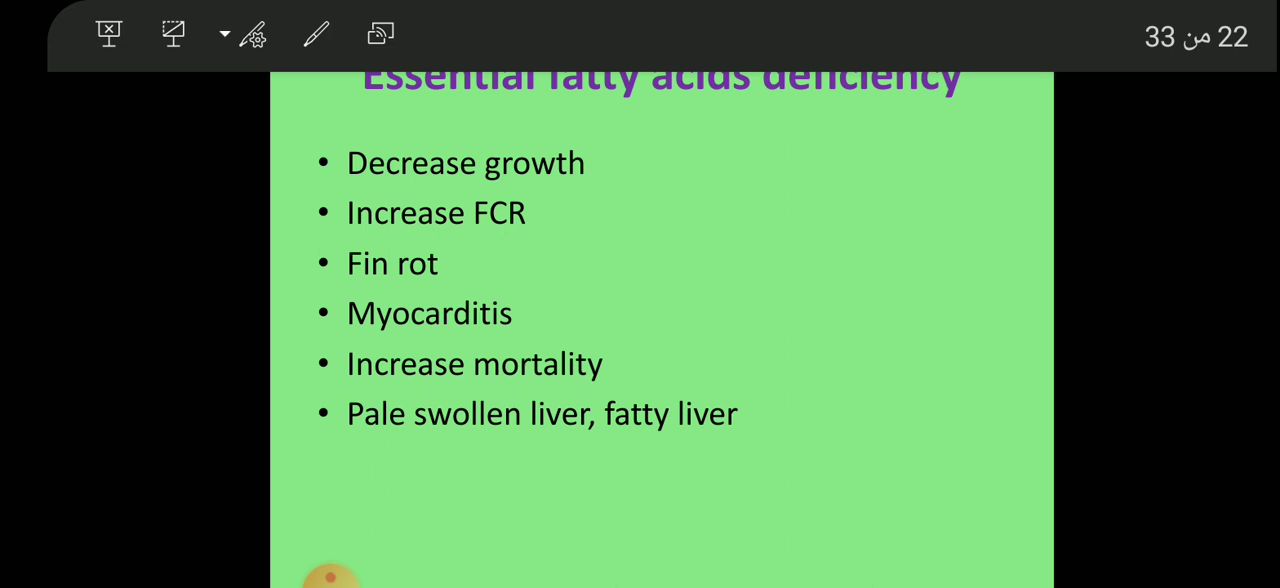 22 من 33
Essential fatty acids deficiency
• Decrease growth
• Increase FCR
• Fin rot
• Myocarditis
• Increase mortality
• Pale swollen liver, fatty liver